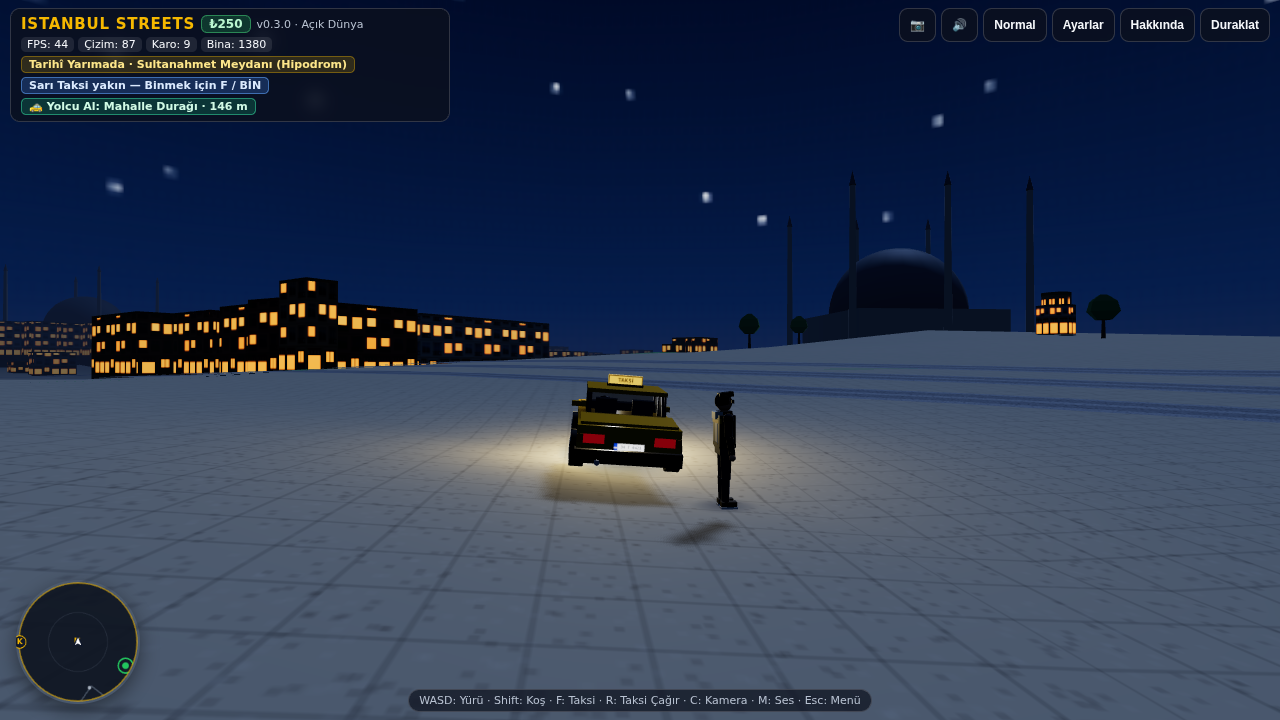 ISTANBUL STREETS ₺250 v0.3.0 · Açık Dünya
FPS: 44 Çizim: 87 Karo: 9 Bina: 1380
Tarihî Yarımada · Sultanahmet Meydanı (Hipodrom)
Sarı Taksi yakın — Binmek için F / BİN
🚕 Yolcu Al: Mahalle Durağı · 146 m
📷 🔊 Normal Ayarlar Hakkında Duraklat
TAKSİ
K
WASD: Yürü · Shift: Koş · F: Taksi · R: Taksi Çağır · C: Kamera · M: Ses · Esc: Menü